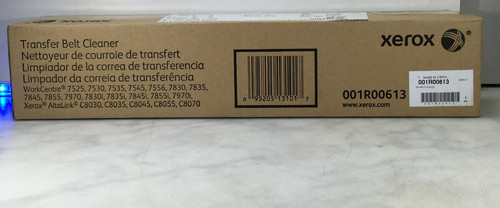 Transfer Belt Cleaner
Nettoyeur de courroie de transfert
Limpiador de la correa de transferencia
Limpador da correia de transferência
WorkCentre® 7525, 7530, 7535, 7545, 7556, 7830, 7835,
7845, 7855, 7970, 7830i, 7835i, 7845i, 7855i, 7970i,
Xerox® AltaLink® C8030, C8035, C8045, C8055, C8070
95205 13101
xerox
001R00613
001R00613
www.xerox.com